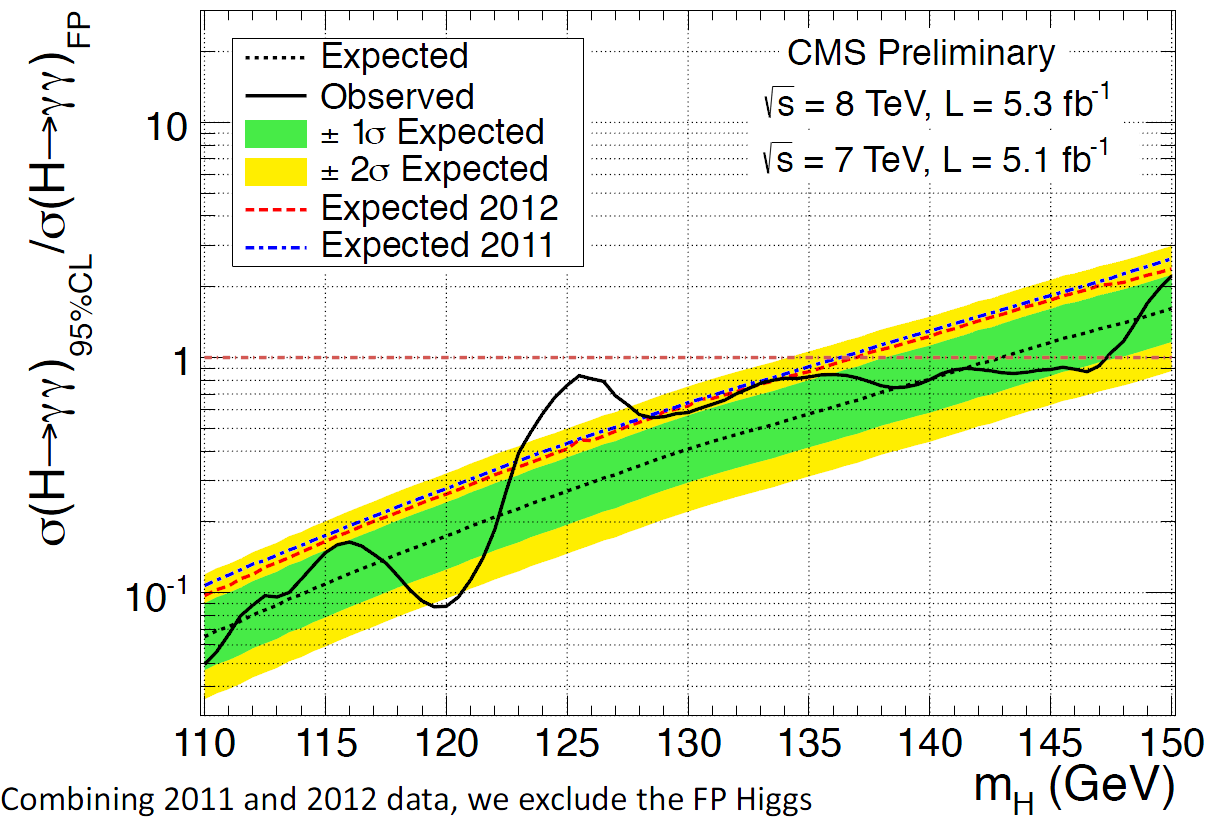 σ(H→γγ)95%CL/σ(H→γγ)FP
Expected
Observed
± 1σ Expected
± 2σ Expected
Expected 2012
Expected 2011
CMS Preliminary
√s = 8 TeV, L = 5.3 fb-1
√s = 7 TeV, L = 5.1 fb-1
10
1
10-1
110 115 120 125 130 135 140 145 150
mH (GeV)
Combining 2011 and 2012 data, we exclude the FP Higgs